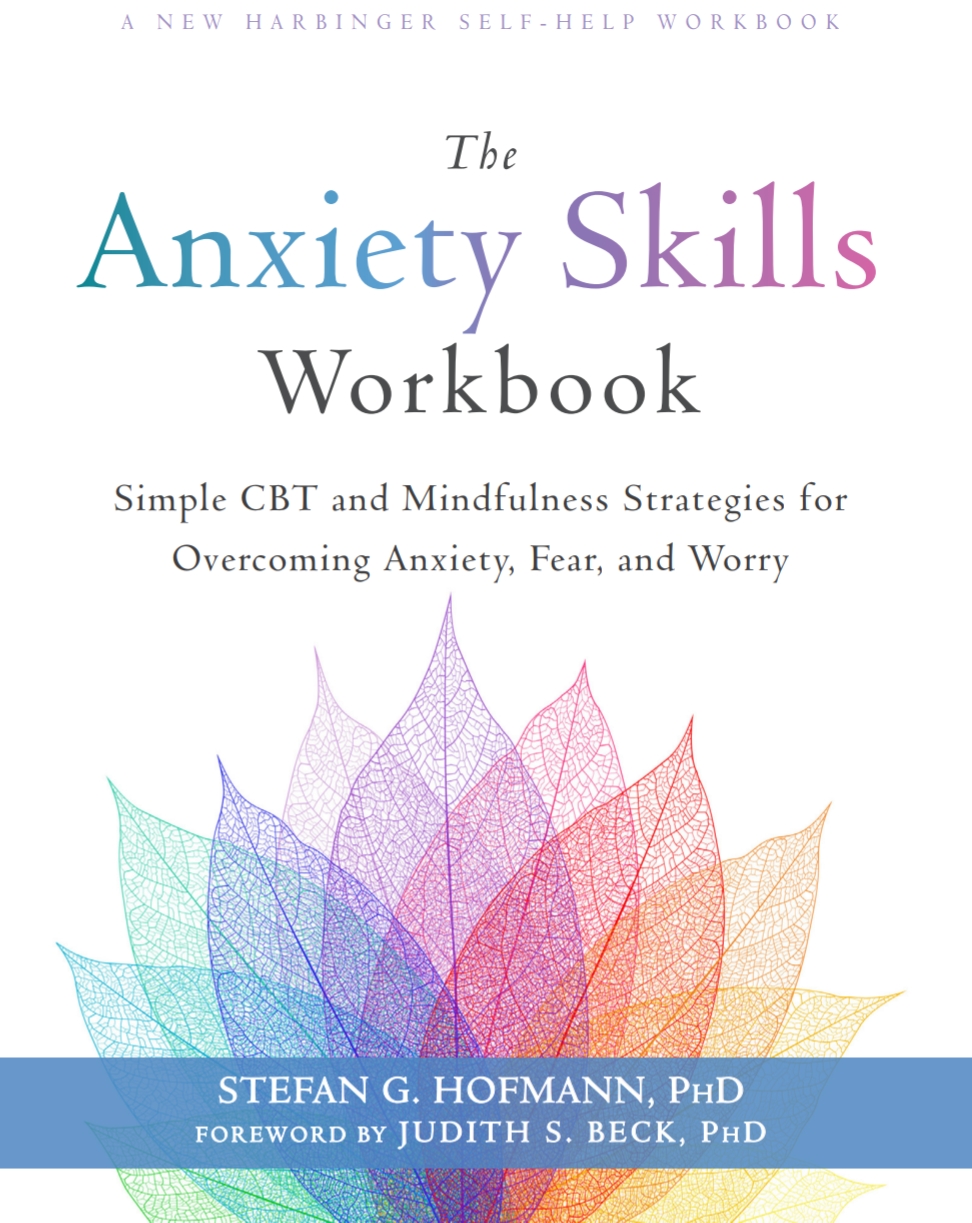 A NEW HARBINGER SELF-HELP WORKBOOK
The
Anxiety Skills
Workbook
Simple CBT and Mindfulness Strategies for
Overcoming Anxiety, Fear, and Worry
STEFAN G. HOFMANN, PHD
FOREWORD BY JUDITH S. BECK, PHD